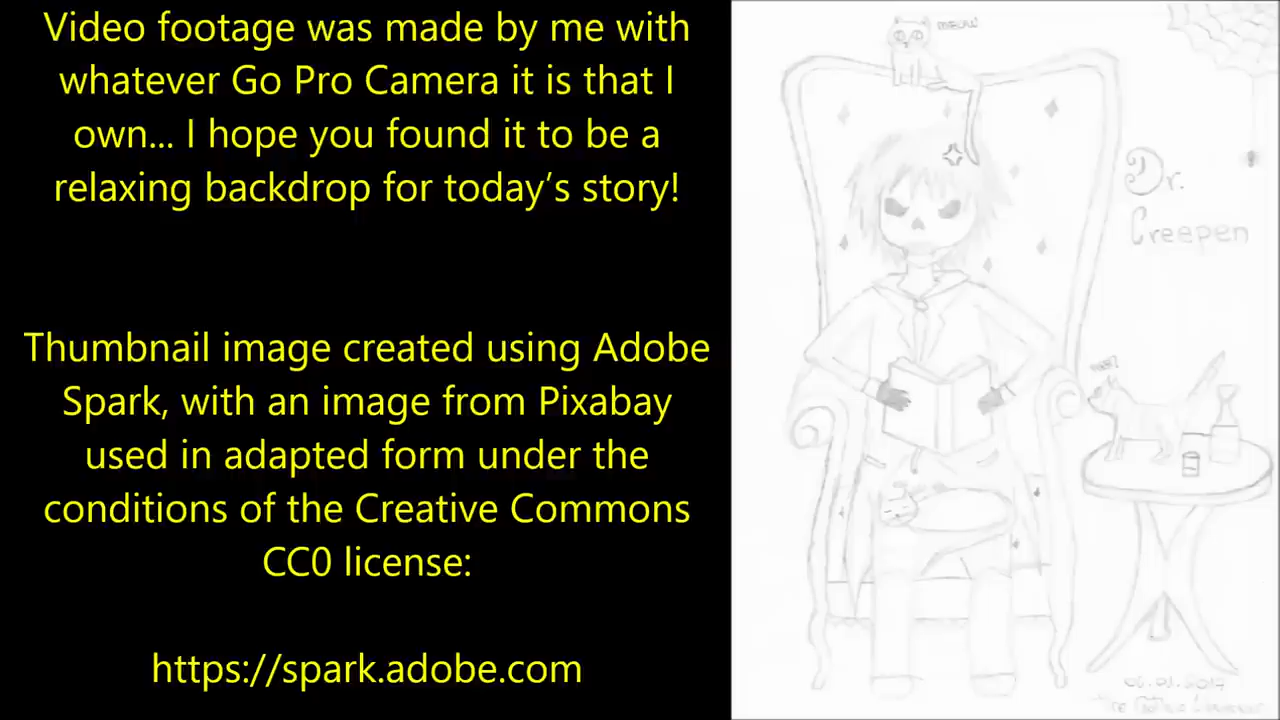 Video footage was made by me with
whatever Go Pro Camera it is that I
own... I hope you found it to be a
relaxing backdrop for today’s story!
Thumbnail image created using Adobe
Spark, with an image from Pixabay
used in adapted form under the
conditions of the Creative Commons
CC0 license:
https://spark.adobe.com
meow
Dr.
Creepen